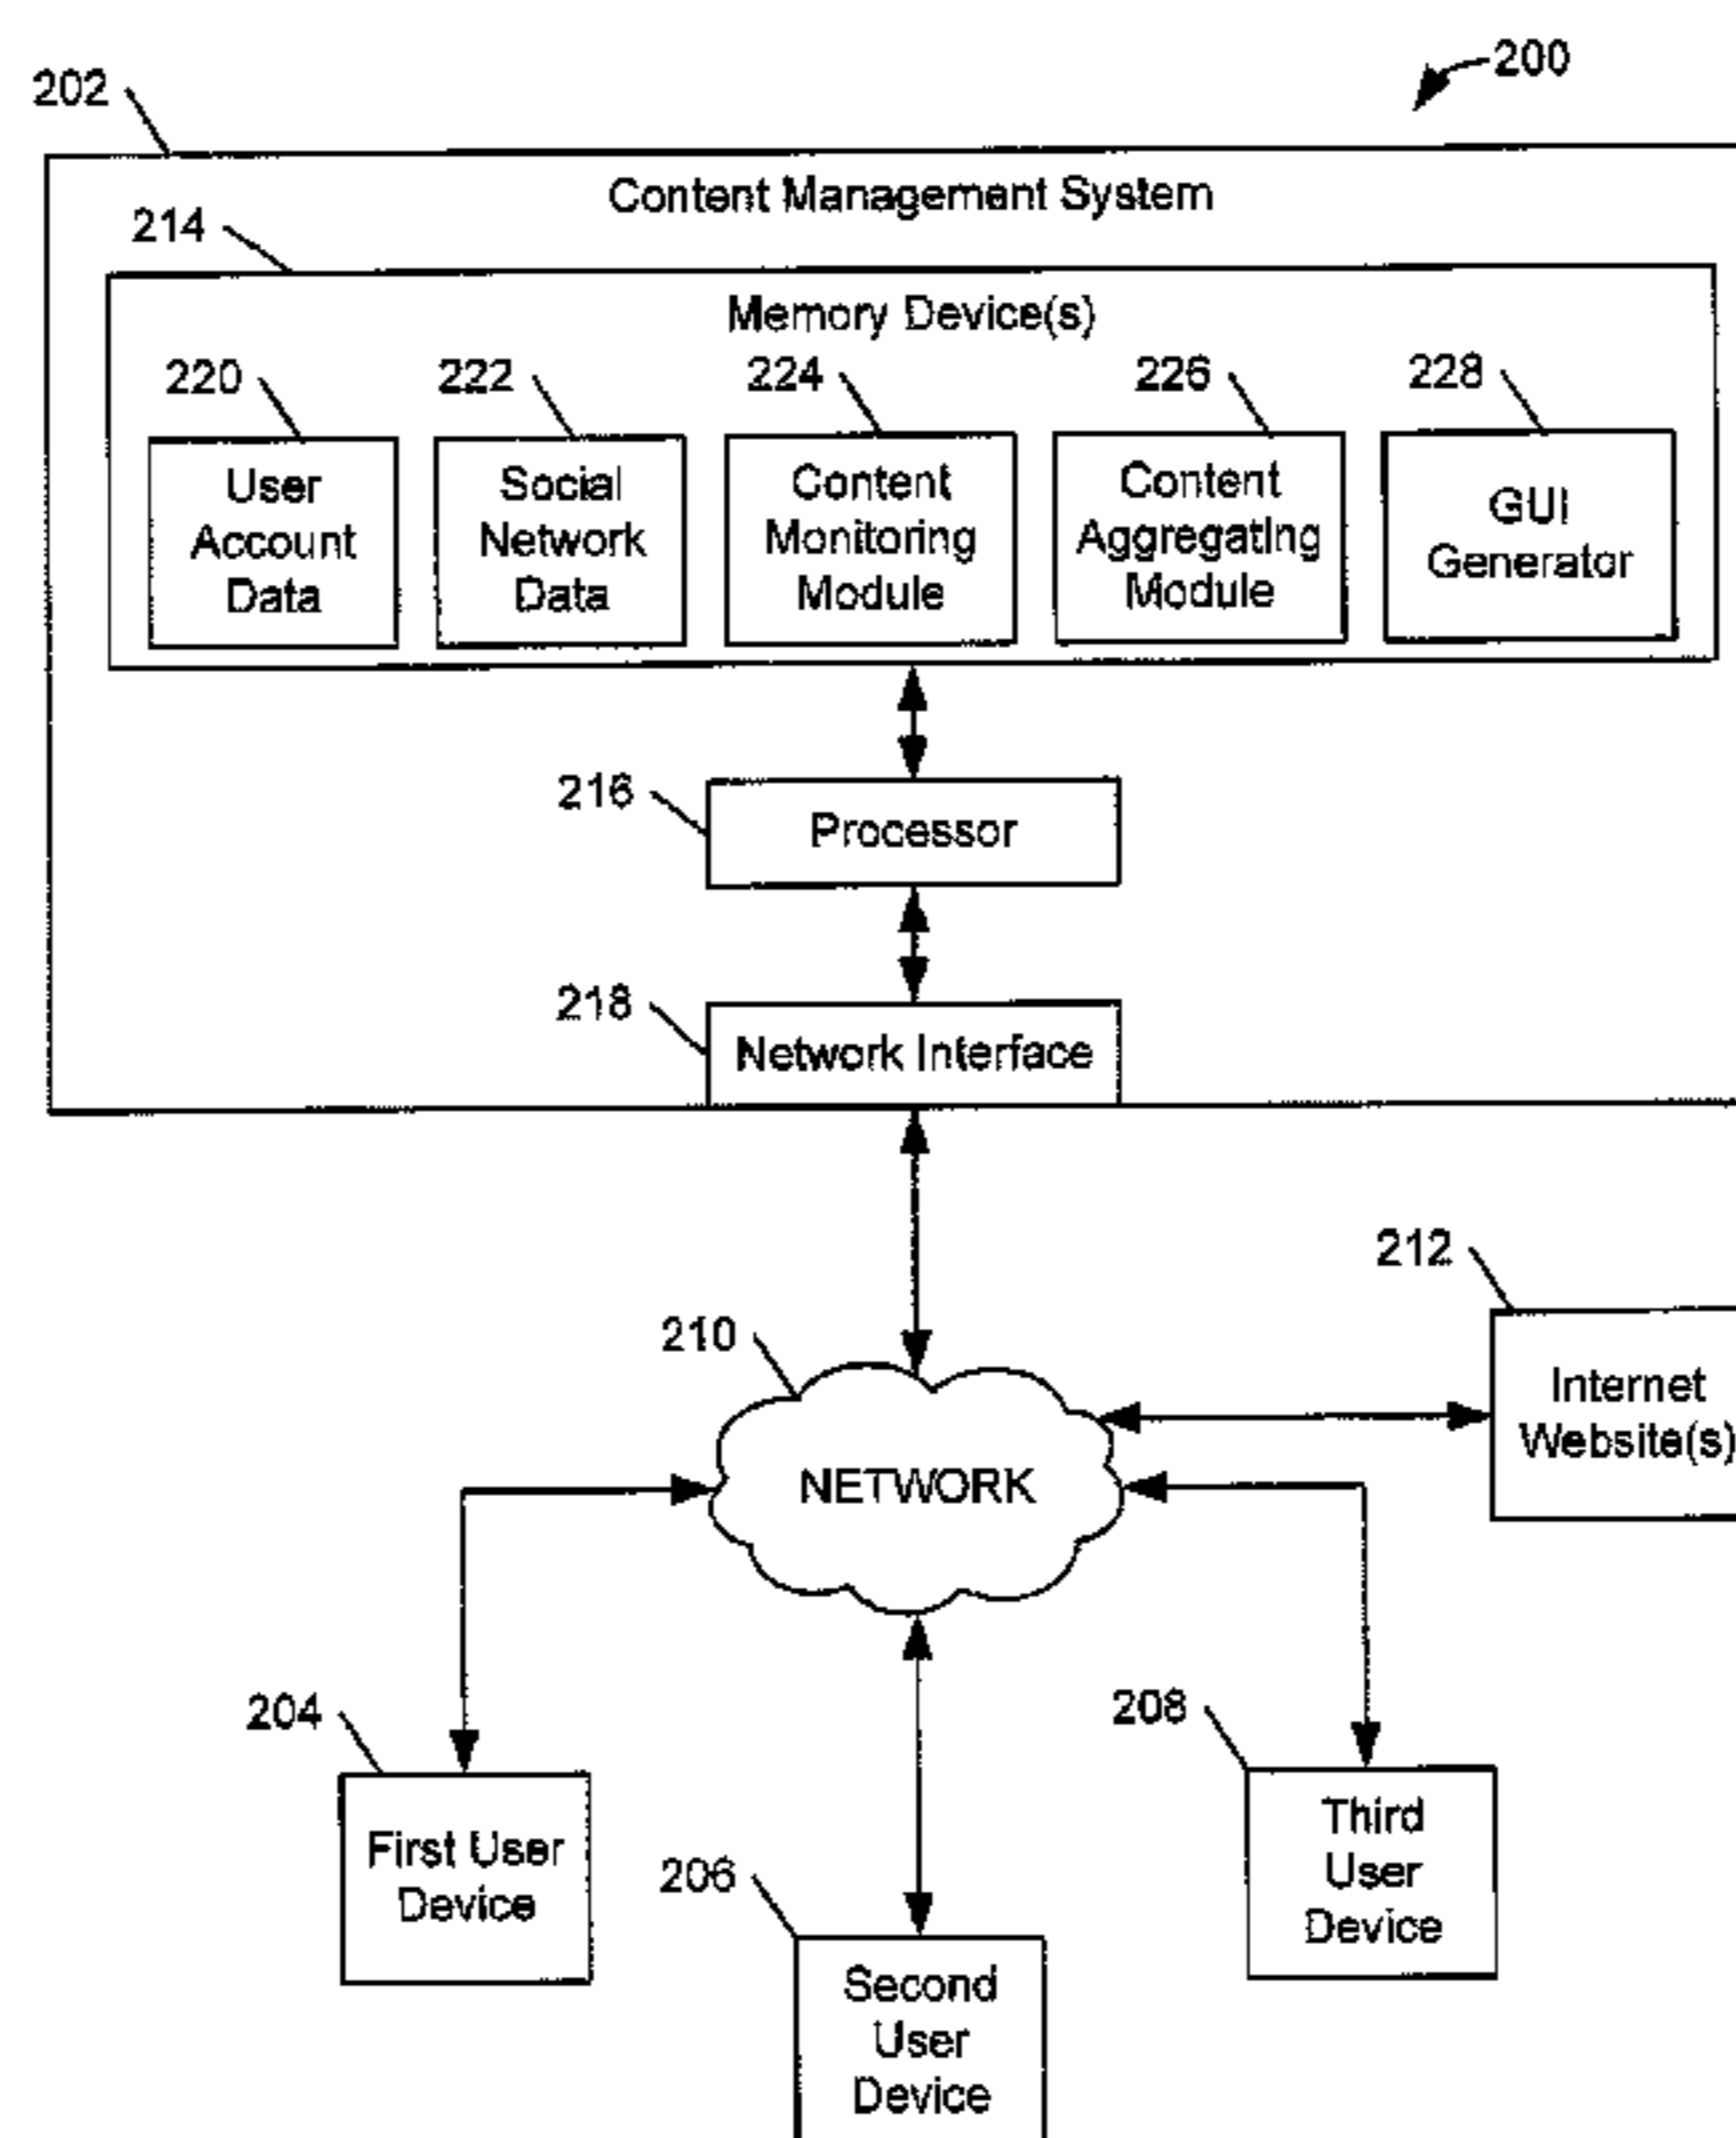 200
202
Content Management System
214
Memory Device(s)
220
222
224
226
228
User
Account
Data
Social
Network
Data
Content
Monitoring
Module
Content
Aggregating
Module
GUI
Generator
216
Processor
218
Network Interface
212
210
Internet
Website(s)
NETWORK
204
208
First User
Device
Third
User
Device
206
Second
User
Device